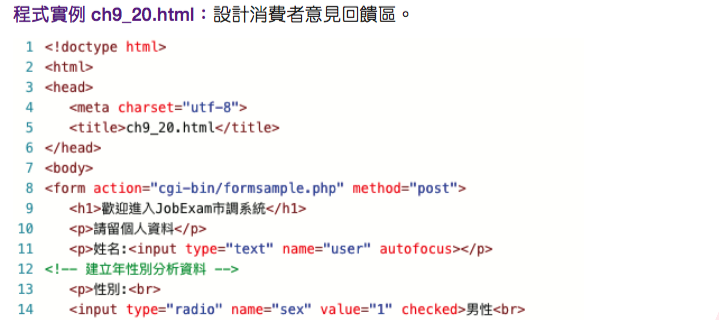 程式實例 ch9_20.html：設計消費者意見回饋區。
1 <!doctype html>
2 <html>
3 <head>
4 <meta charset="utf-8">
5 <title>ch9_20.html</title>
6 </head>
7 <body>
8 <form action="cgi-bin/formsample.php" method="post">
9 <h1>歡迎進入JobExam市調系統</h1>
10 <p>請留個人資料</p>
11 <p>姓名:<input type="text" name="user" autofocus></p>
12 <!-- 建立年性別分析資料 -->
13 <p>性別:<br>
14 <input type="radio" name="sex" value="1" checked>男性<br>